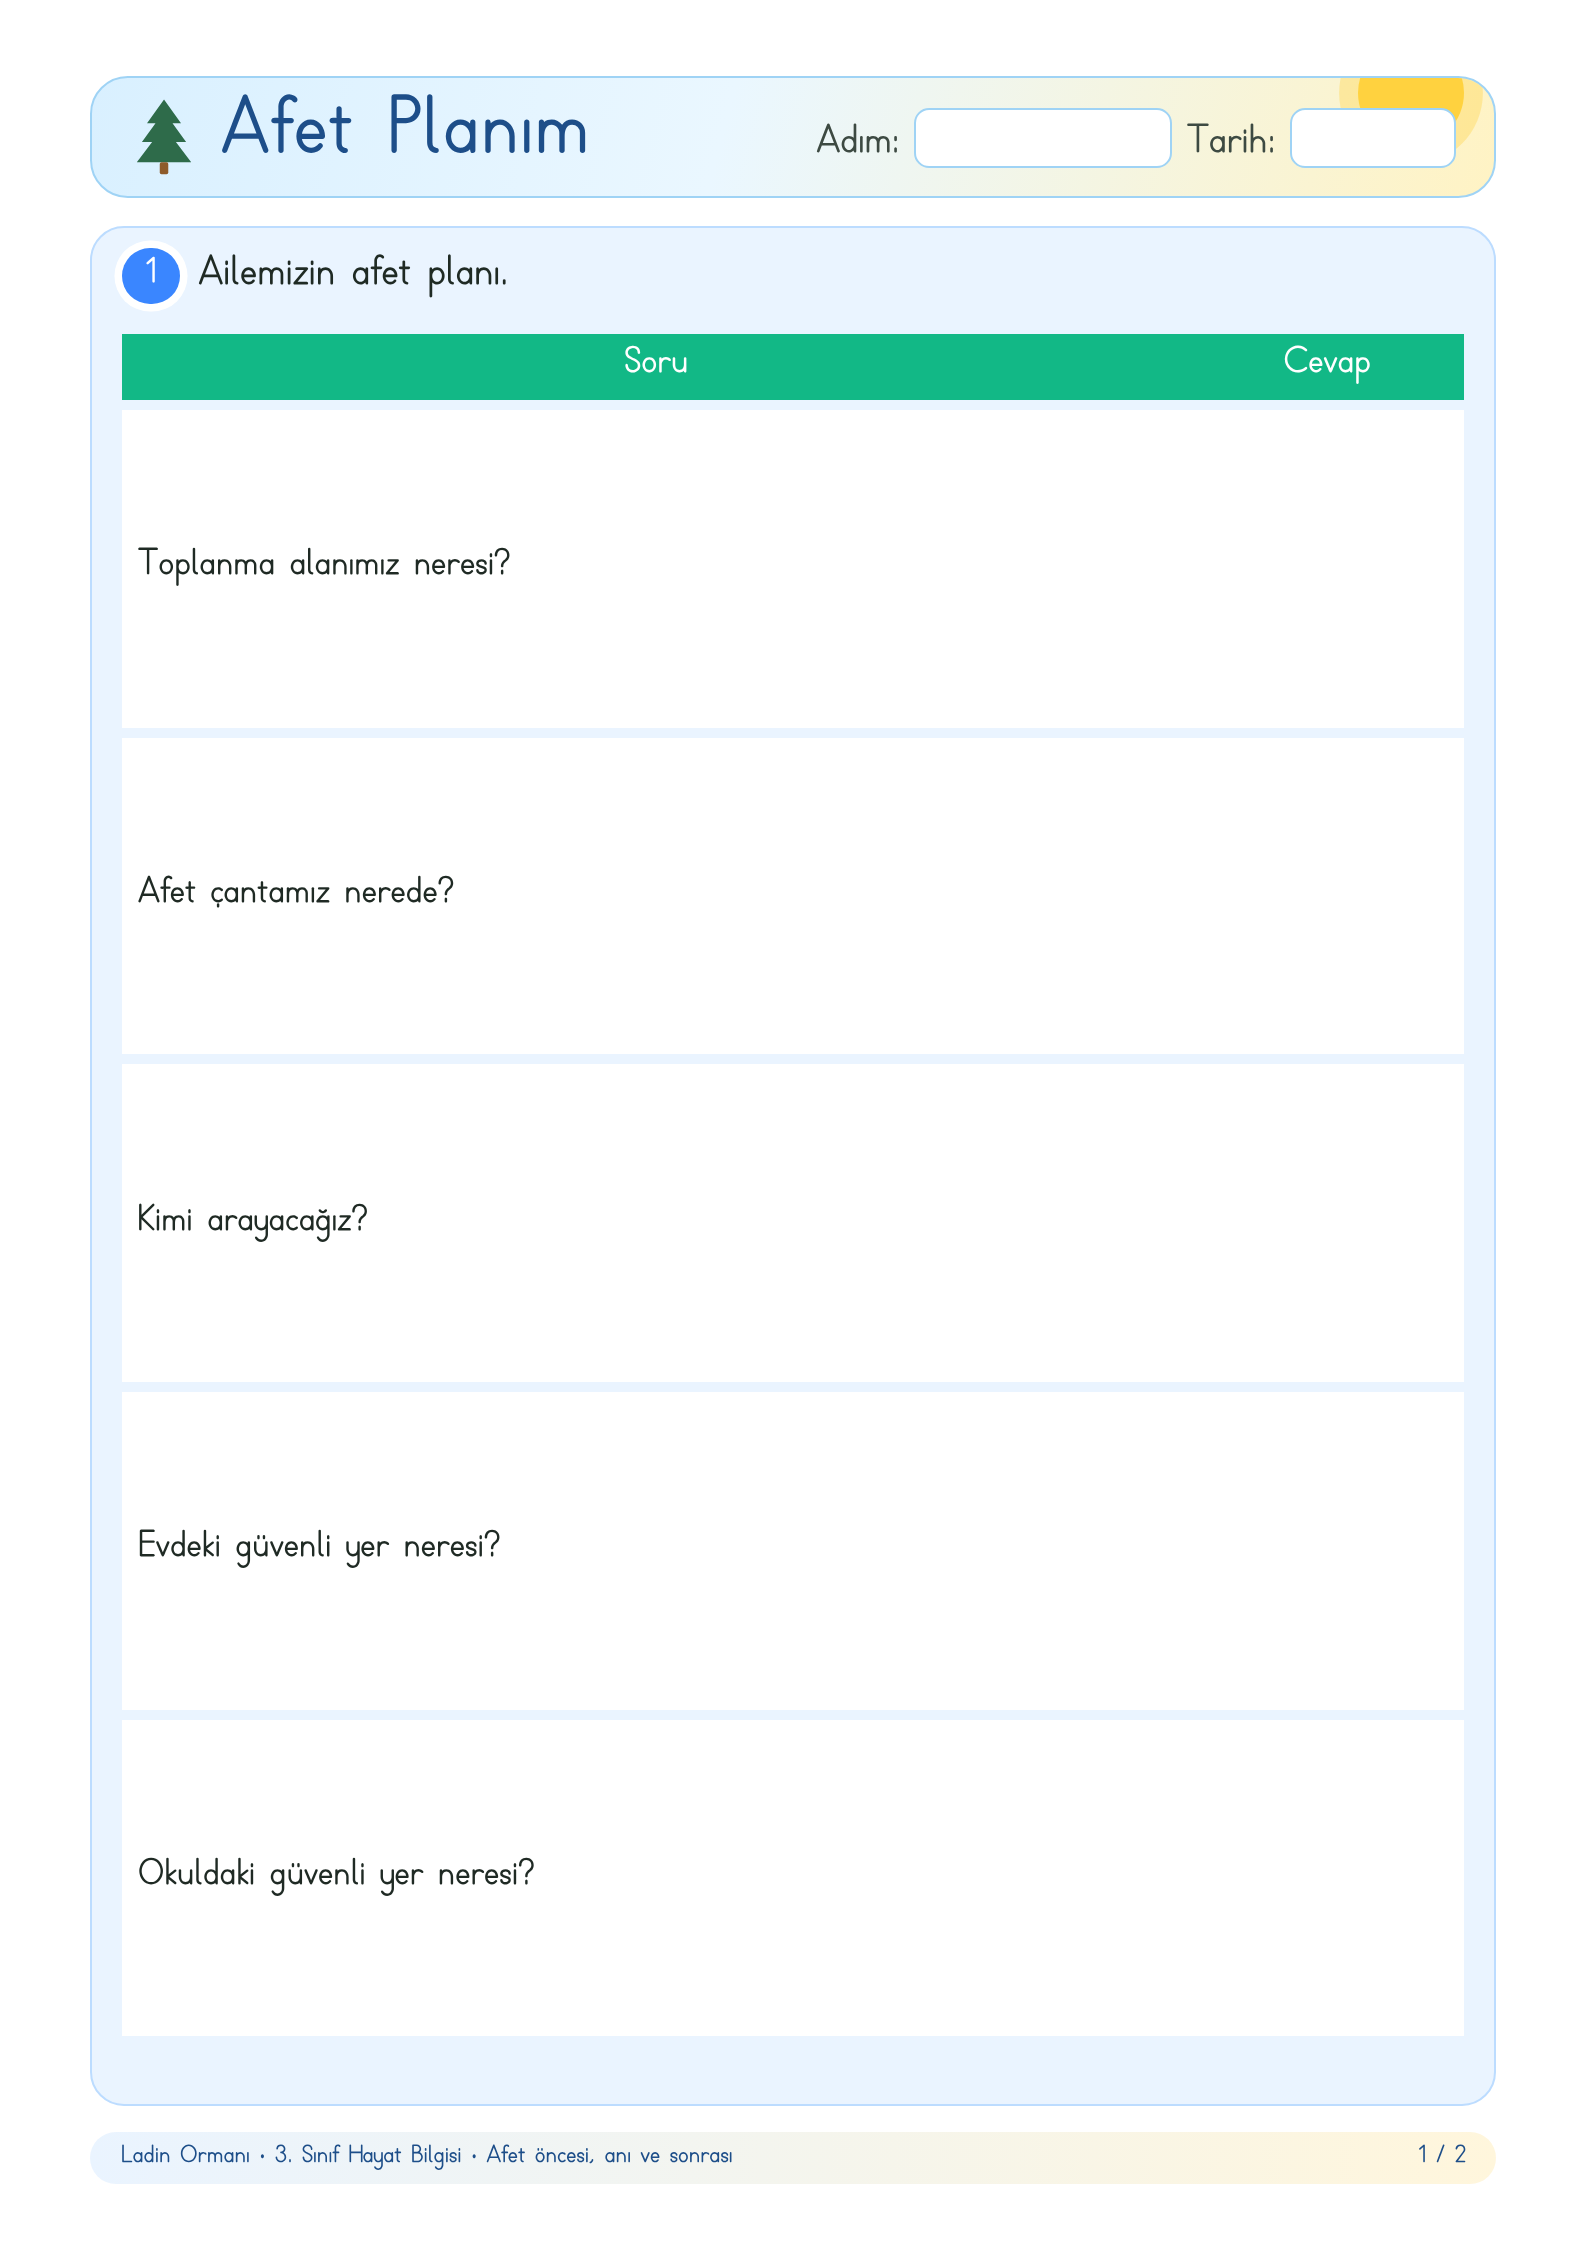 Afet Planım
Adım: Tarih:
1 Ailemizin afet planı.
Soru Cevap
Toplanma alanımız neresi?
Afet çantamız nerede?
Kimi arayacağız?
Evdeki güvenli yer neresi?
Okuldaki güvenli yer neresi?
Ladin Ormanı • 3. Sınıf Hayat Bilgisi • Afet öncesi, anı ve sonrası 1 / 2